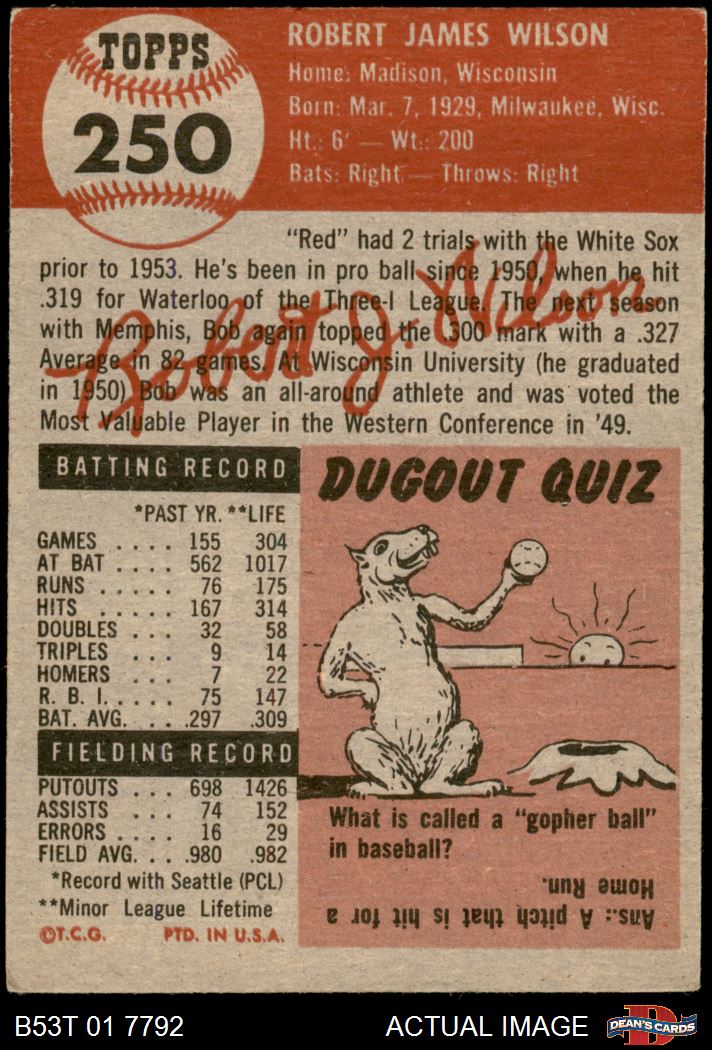 TOPPS
250
ROBERT JAMES WILSON
Home: Madison, Wisconsin
Born: Mar. 7, 1929, Milwaukee, Wisc.
Ht.: 6' — Wt.: 200
Bats: Right — Throws: Right
"Red" had 2 trials with the White Sox
prior to 1953. He's been in pro ball since 1950, when he hit
.319 for Waterloo of the Three-I League. The next season
with Memphis, Bob again topped the .300 mark with a .327
Average in 82 games. At Wisconsin University (he graduated
in 1950) Bob was an all-around athlete and was voted the
Most Valuable Player in the Western Conference in '49.
Robert J. Wilson
BATTING RECORD
*PAST YR. **LIFE
GAMES .... 155 304
AT BAT .... 562 1017
RUNS ..... 76 175
HITS ..... 167 314
DOUBLES ... 32 58
TRIPLES ... 9 14
HOMERS ... 7 22
R. B. I. .... 75 147
BAT. AVG. ... .297 .309
FIELDING RECORD
PUTOUTS ... 698 1426
ASSISTS ... 74 152
ERRORS .... 16 29
FIELD AVG. ... .980 .982
*Record with Seattle (PCL)
**Minor League Lifetime
©T.C.G. PTD. IN U.S.A.
DUGOUT QUIZ
What is called a "gopher ball"
in baseball?
Ans.: A pitch that is hit for a
Home Run.
B53T 01 7792
ACTUAL IMAGE
DEAN'S CARDS